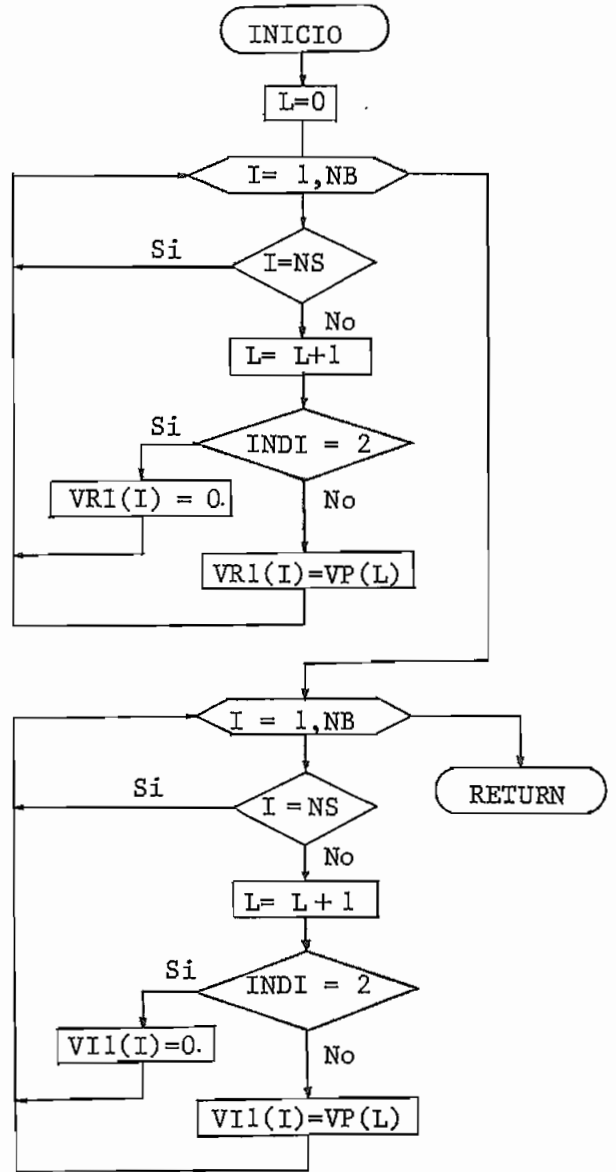 INICIO
L=0
I= 1,NB
Si
I=NS
No
L= L+1
Si
INDI = 2
VR1(I) = 0.
No
VR1(I)=VP(L)
I = 1,NB
Si
I =NS
RETURN
No
L= L + 1
Si
INDI = 2
VI1(I)=0.
No
VI1(I)=VP(L)